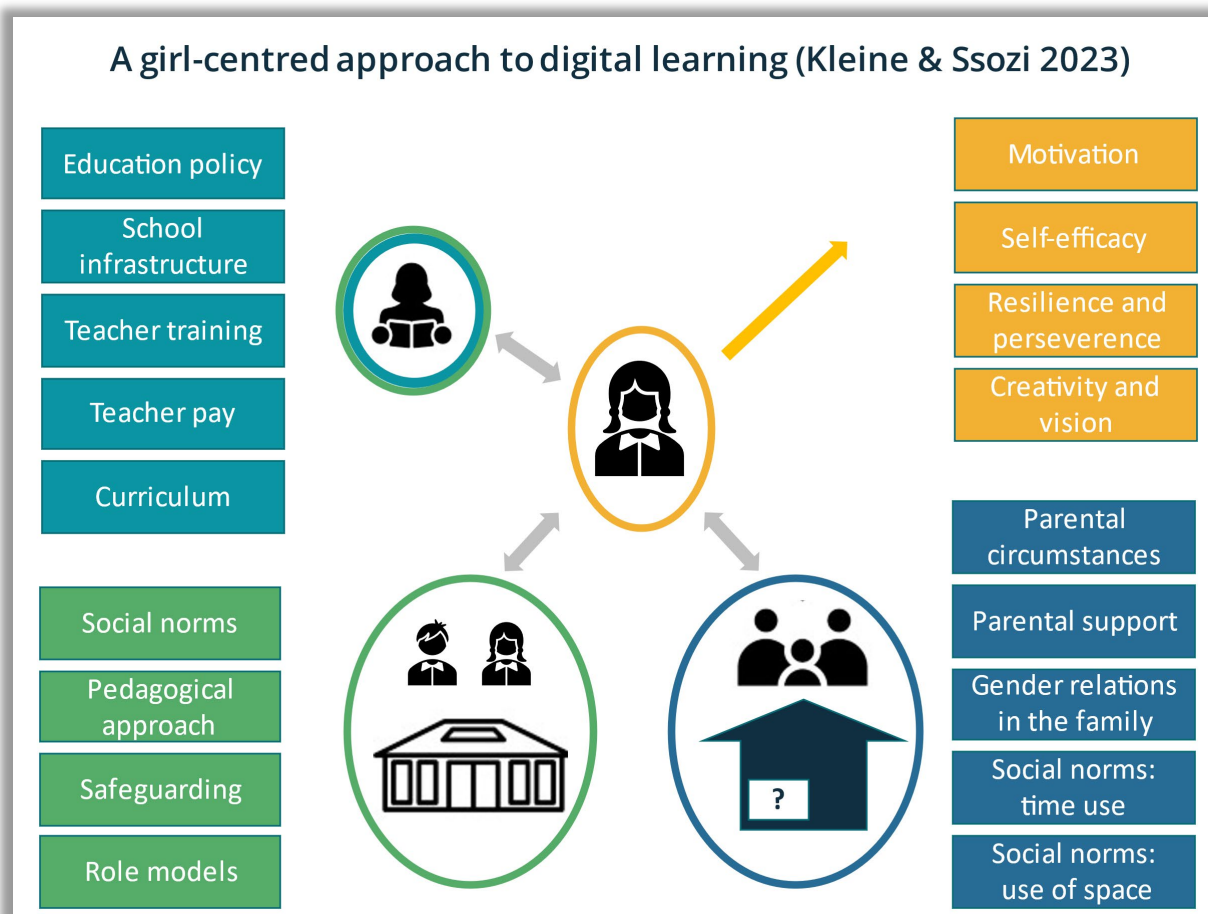 A girl-centred approach to digital learning (Kleine & Ssozi 2023)
Education policy
School
infrastructure
Teacher training
Teacher pay
Curriculum
Social norms
Pedagogical
approach
Safeguarding
Role models
Motivation
Self-efficacy
Resilience and
perseverence
Creativity and
vision
Parental
circumstances
Parental support
Gender relations
in the family
Social norms:
time use
Social norms:
use of space
?